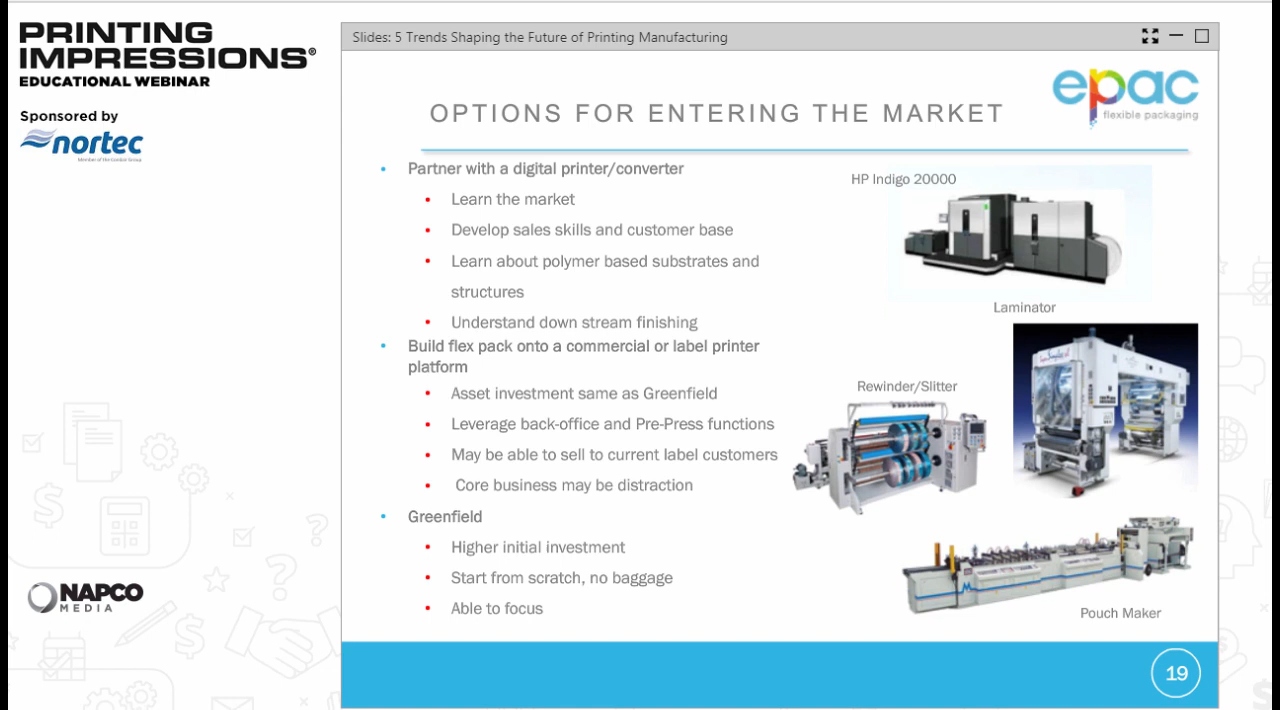 PRINTING
IMPRESSIONS®
EDUCATIONAL WEBINAR
Sponsored by
nortec
Member of the Condor Group
NAPCO
MEDIA
Slides: 5 Trends Shaping the Future of Printing Manufacturing
epac
flexible packaging
OPTIONS FOR ENTERING THE MARKET
• Partner with a digital printer/converter
• Learn the market
• Develop sales skills and customer base
• Learn about polymer based substrates and
structures
• Understand down stream finishing
• Build flex pack onto a commercial or label printer
platform
• Asset investment same as Greenfield
• Leverage back-office and Pre-Press functions
• May be able to sell to current label customers
• Core business may be distraction
• Greenfield
• Higher initial investment
• Start from scratch, no baggage
• Able to focus
HP Indigo 20000
Laminator
Rewinder/Slitter
Pouch Maker
19